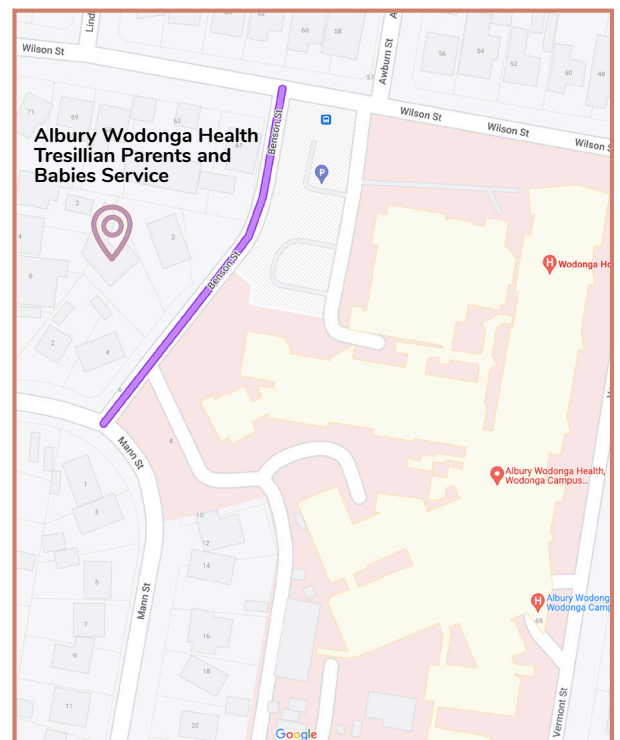 Lind
62
60
58
Wilson St
Awburn St
A
56
54
52
50
48
57
Wilson St
Wilson St
Wilson S
71
69
63
61
Benson St
P
Albury Wodonga Health
Tresillian Parents and
Babies Service
2
2
4
6
H Wodonga Ho
Benson St
2
4
6
Mann St
8
1
3
Albury Wodonga Health,
Wodonga Campus...
10
12
14
5
Mann St
H Albury Wodong
Wodonga Camp
69
7
16
9
18
11
20
Vermont St
Google